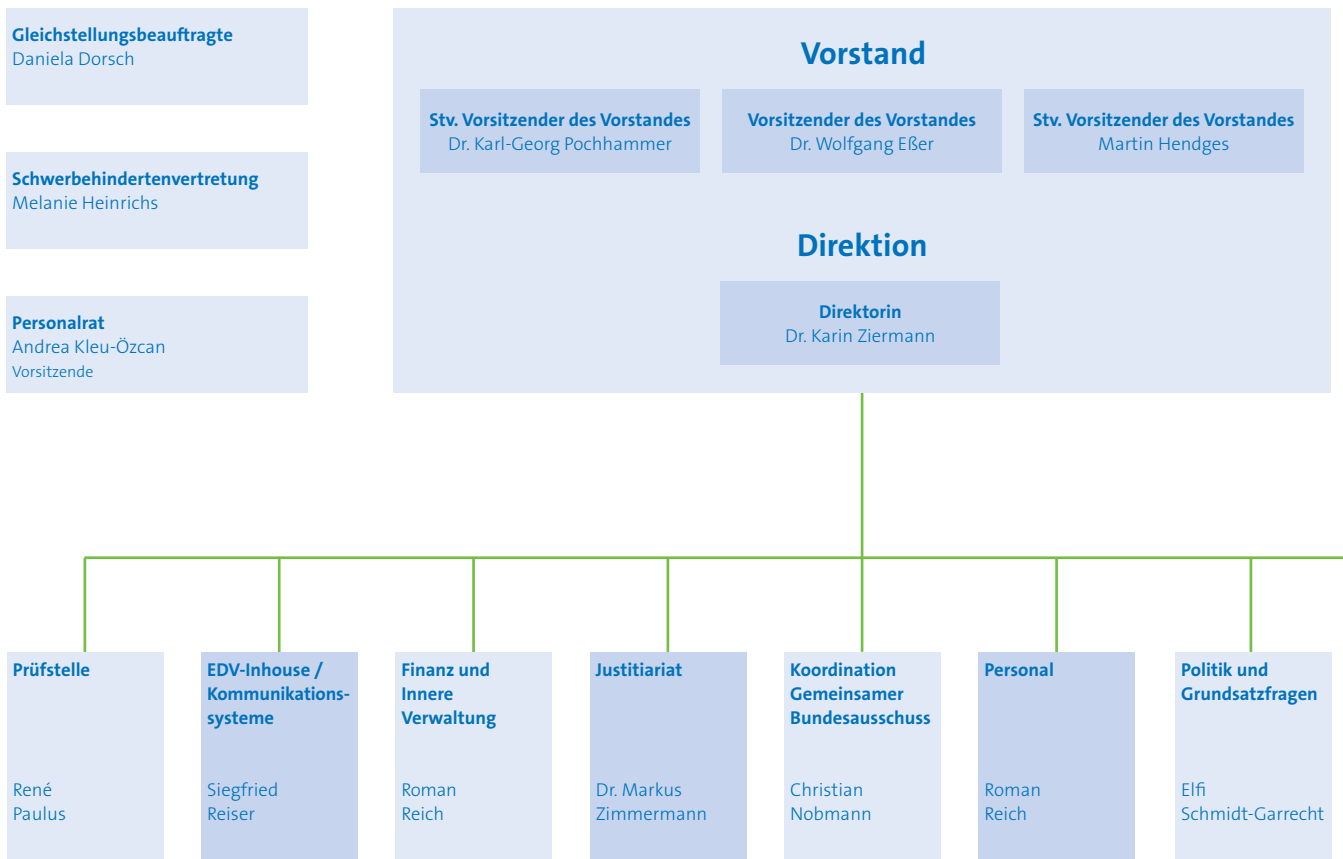 Gleichstellungsbeauftragte
Daniela Dorsch
Schwerbehindertenvertretung
Melanie Heinrichs
Personalrat
Andrea Kleu-Özcan
Vorsitzende
Vorstand
Stv. Vorsitzender des Vorstandes
Dr. Karl-Georg Pochhammer
Vorsitzender des Vorstandes
Dr. Wolfgang Eßer
Stv. Vorsitzender des Vorstandes
Martin Hendges
Direktion
Direktorin
Dr. Karin Ziermann
Prüfstelle
René
Paulus
EDV-Inhouse /
Kommunikations-
systeme
Siegfried
Reiser
Finanz und
Innere
Verwaltung
Roman
Reich
Justitiariat
Dr. Markus
Zimmermann
Koordination
Gemeinsamer
Bundesausschuss
Christian
Nobmann
Personal
Roman
Reich
Politik und
Grundsatzfragen
Elfi
Schmidt-Garrecht